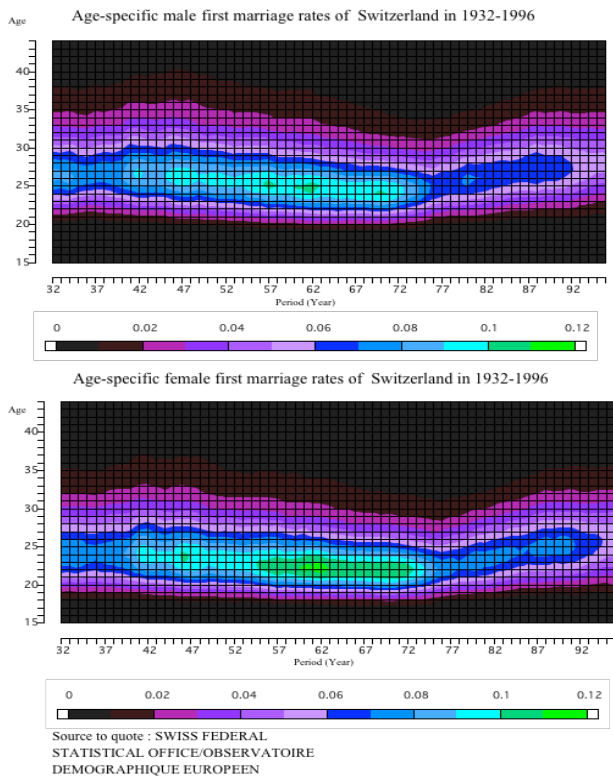 Age-specific male first marriage rates of Switzerland in 1932-1996
Age
40
35
30
25
20
15
32 37 42 47 52 57 62 67 72 77 82 87 92
Period (Year)
0 0.02 0.04 0.06 0.08 0.1 0.12
Age-specific female first marriage rates of Switzerland in 1932-1996
Age
40
35
30
25
20
15
32 37 42 47 52 57 62 67 72 77 82 87 92
Period (Year)
0 0.02 0.04 0.06 0.08 0.1 0.12
Source to quote : SWISS FEDERAL
STATISTICAL OFFICE/OBSERVATOIRE
DEMOGRAPHIQUE EUROPEEN